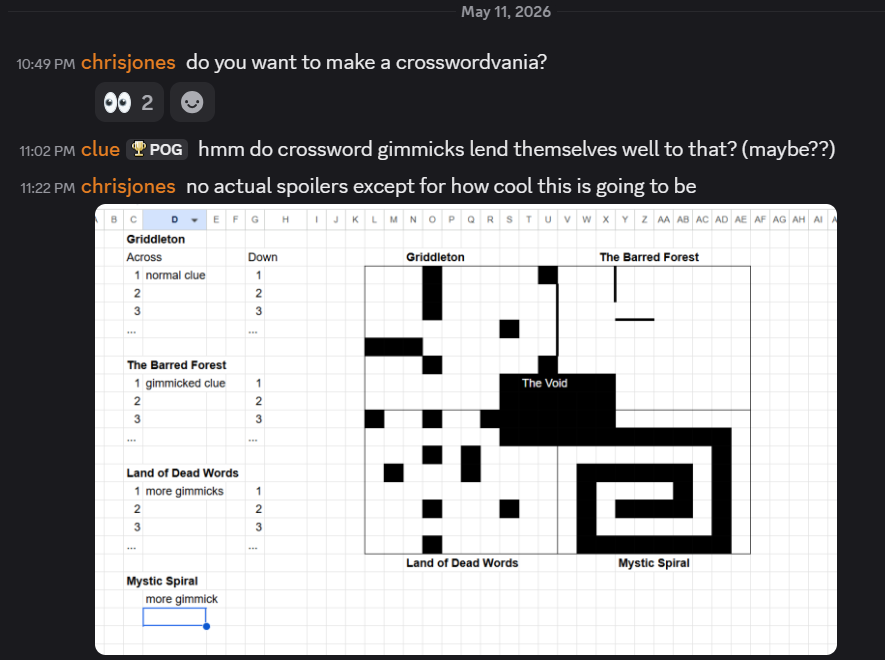 May 11, 2026
10:49 PM chrisjones do you want to make a crosswordvania?
2
11:02 PM clue POG hmm do crossword gimmicks lend themselves well to that? (maybe??)
11:22 PM chrisjones no actual spoilers except for how cool this is going to be
B C D E F G H I J K L M N O P Q R S T U V W X Y Z AA AB AC AD AE AF AG AH AI
Griddleton
Across Down Griddleton The Barred Forest
1 normal clue 1
2 2
3 3
... ...
The Barred Forest
1 gimmicked clue 1 The Void
2 2
3 3
... ...
Land of Dead Words
1 more gimmicks 1
2 2
3 3
... ...
Land of Dead Words Mystic Spiral
Mystic Spiral
more gimmick